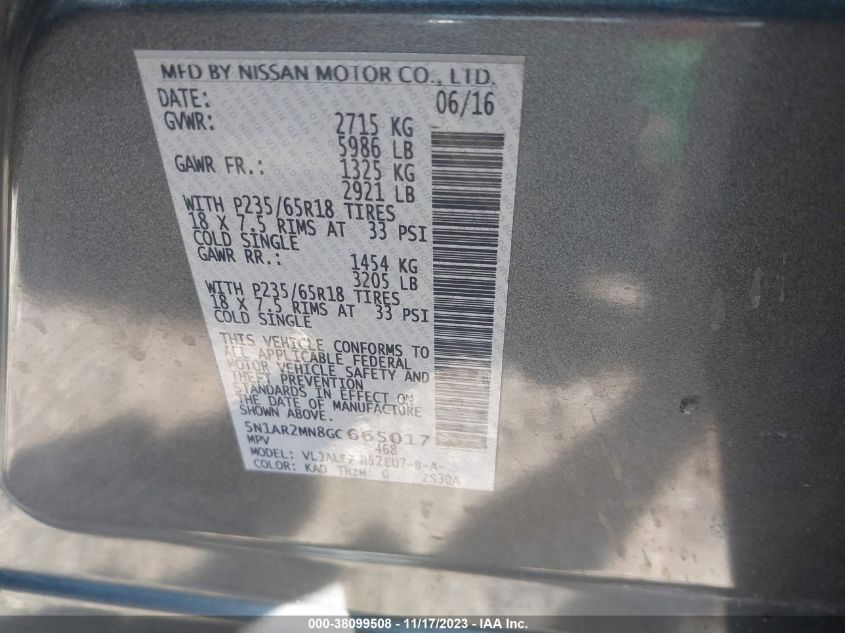 MFD BY NISSAN MOTOR CO., LTD.
DATE: 06/16
GVWR: 2715 KG
5986 LB
GAWR FR.: 1325 KG
2921 LB
WITH P235/65R18 TIRES
18 X 7.5 RIMS AT 33 PSI
COLD SINGLE
GAWR RR.: 1454 KG
3205 LB
WITH P235/65R18 TIRES
18 X 7.5 RIMS AT 33 PSI
COLD SINGLE
THIS VEHICLE CONFORMS TO
ALL APPLICABLE FEDERAL
MOTOR VEHICLE SAFETY AND
THEFT PREVENTION
STANDARDS IN EFFECT ON
THE DATE OF MANUFACTURE
SHOWN ABOVE.
5N1AR2MN8GC665017
MPV 468
MODEL: R52EU7-B-A-
COLOR: KAD TRIM: G 2S30A
000-38099508 - 11/17/2023 - IAA Inc.